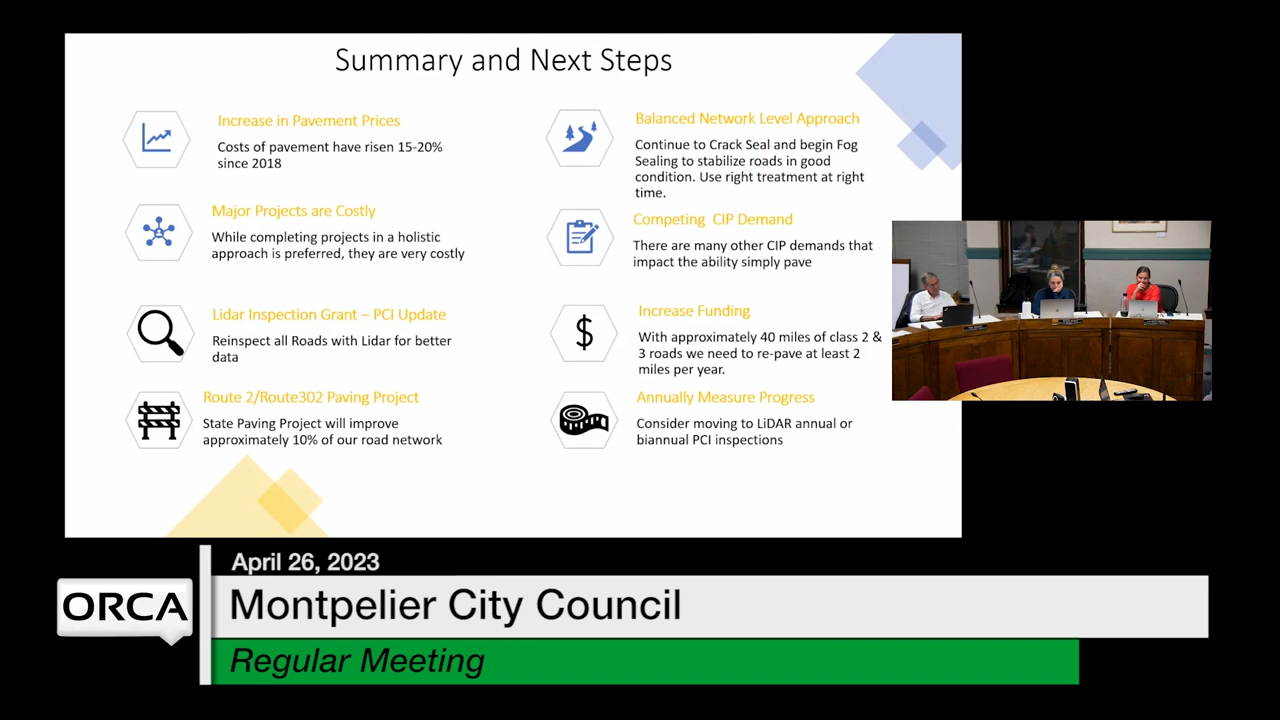 Summary and Next Steps
Increase in Pavement Prices
Costs of pavement have risen 15-20%
since 2018
Major Projects are Costly
While completing projects in a holistic
approach is preferred, they are very costly
Lidar Inspection Grant – PCI Update
Reinspect all Roads with Lidar for better
data
Route 2/Route302 Paving Project
State Paving Project will improve
approximately 10% of our road network
Balanced Network Level Approach
Continue to Crack Seal and begin Fog
Sealing to stabilize roads in good
condition. Use right treatment at right
time.
Competing CIP Demand
There are many other CIP demands that
impact the ability simply pave
Increase Funding
With approximately 40 miles of class 2 &
3 roads we need to re-pave at least 2
miles per year.
Annually Measure Progress
Consider moving to LiDAR annual or
biannual PCI inspections
April 26, 2023
ORCA
Montpelier City Council
Regular Meeting